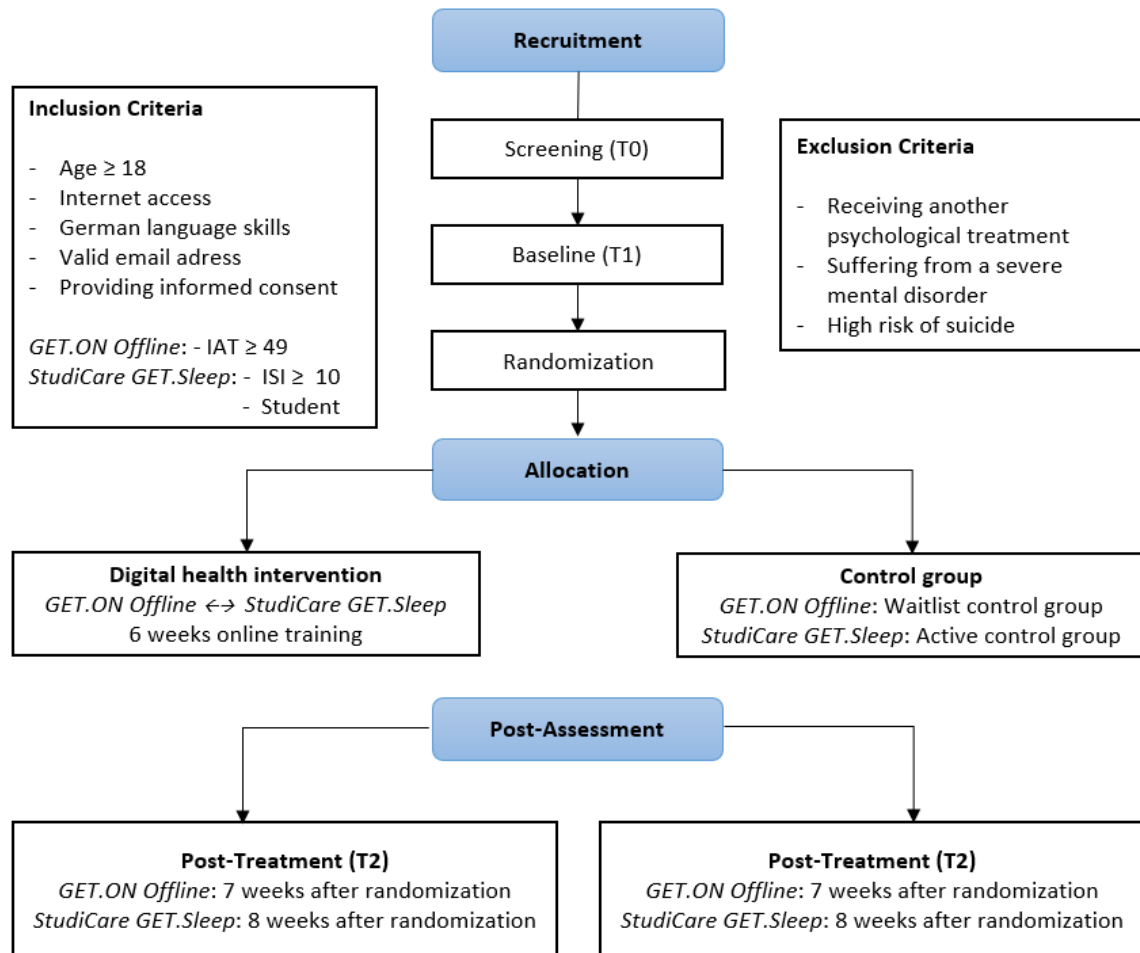 Recruitment
Inclusion Criteria
- Age ≥ 18
- Internet access
- German language skills
- Valid email adress
- Providing informed consent
GET.ON Offline: - IAT ≥ 49
StudiCare GET.Sleep: - ISI ≥ 10
- Student
Screening (T0)
Baseline (T1)
Randomization
Exclusion Criteria
- Receiving another
psychological treatment
- Suffering from a severe
mental disorder
- High risk of suicide
Allocation
Digital health intervention
GET.ON Offline ↔ StudiCare GET.Sleep
6 weeks online training
Control group
GET.ON Offline: Waitlist control group
StudiCare GET.Sleep: Active control group
Post-Assessment
Post-Treatment (T2)
GET.ON Offline: 7 weeks after randomization
StudiCare GET.Sleep: 8 weeks after randomization
Post-Treatment (T2)
GET.ON Offline: 7 weeks after randomization
StudiCare GET.Sleep: 8 weeks after randomization